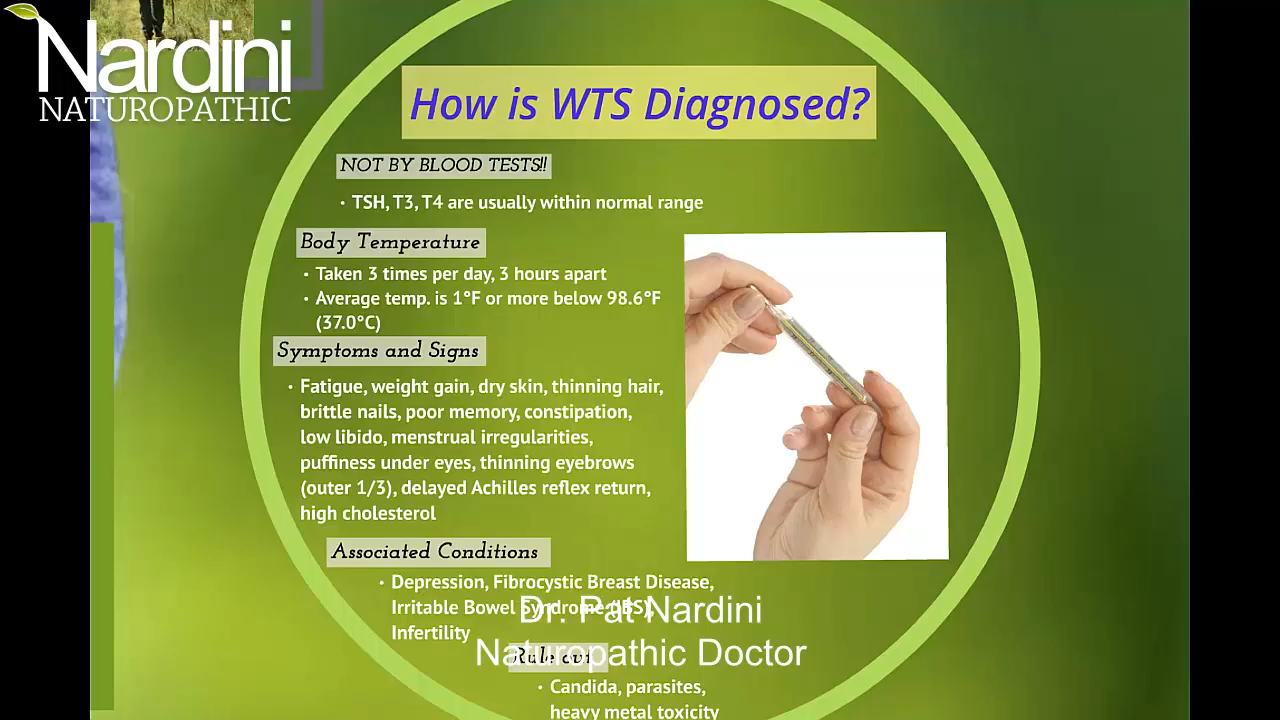 Nardini
NATUROPATHIC
How is WTS Diagnosed?
NOT BY BLOOD TESTS!!
• TSH, T3, T4 are usually within normal range
Body Temperature
• Taken 3 times per day, 3 hours apart
• Average temp. is 1°F or more below 98.6°F
(37.0°C)
Symptoms and Signs
• Fatigue, weight gain, dry skin, thinning hair,
brittle nails, poor memory, constipation,
low libido, menstrual irregularities,
puffiness under eyes, thinning eyebrows
(outer 1/3), delayed Achilles reflex return,
high cholesterol
Associated Conditions
• Depression, Fibrocystic Breast Disease,
Irritable Bowel Syndrome (IBS),
Infertility
Dr. Pat Nardini
Naturopathic Doctor
Rule out
• Candida, parasites,
heavy metal toxicity